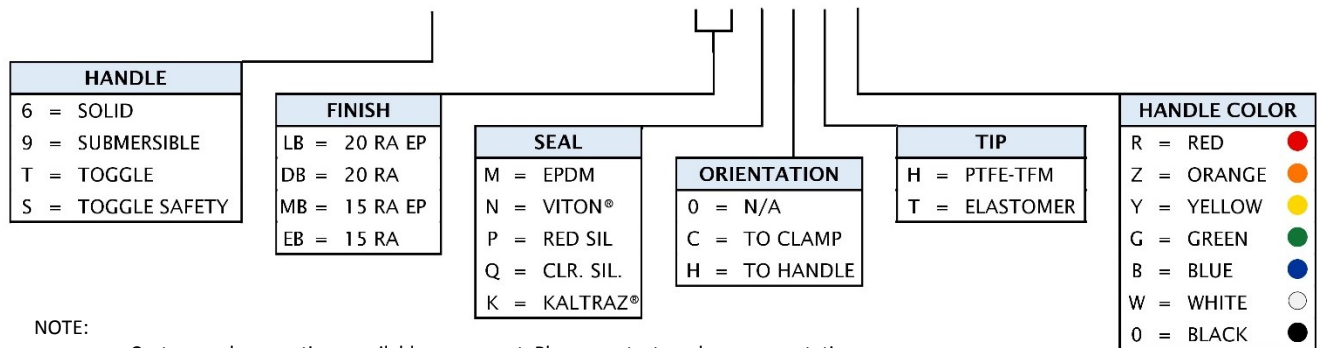 HANDLE
6 = SOLID
9 = SUBMERSIBLE
T = TOGGLE
S = TOGGLE SAFETY
FINISH
LB = 20 RA EP
DB = 20 RA
MB = 15 RA EP
EB = 15 RA
SEAL
M = EPDM
N = VITON®
P = RED SIL
Q = CLR. SIL.
K = KALTRAZ®
ORIENTATION
0 = N/A
C = TO CLAMP
H = TO HANDLE
TIP
H = PTFE-TFM
T = ELASTOMER
HANDLE COLOR
R = RED
Z = ORANGE
Y = YELLOW
G = GREEN
B = BLUE
W = WHITE
0 = BLACK
NOTE: